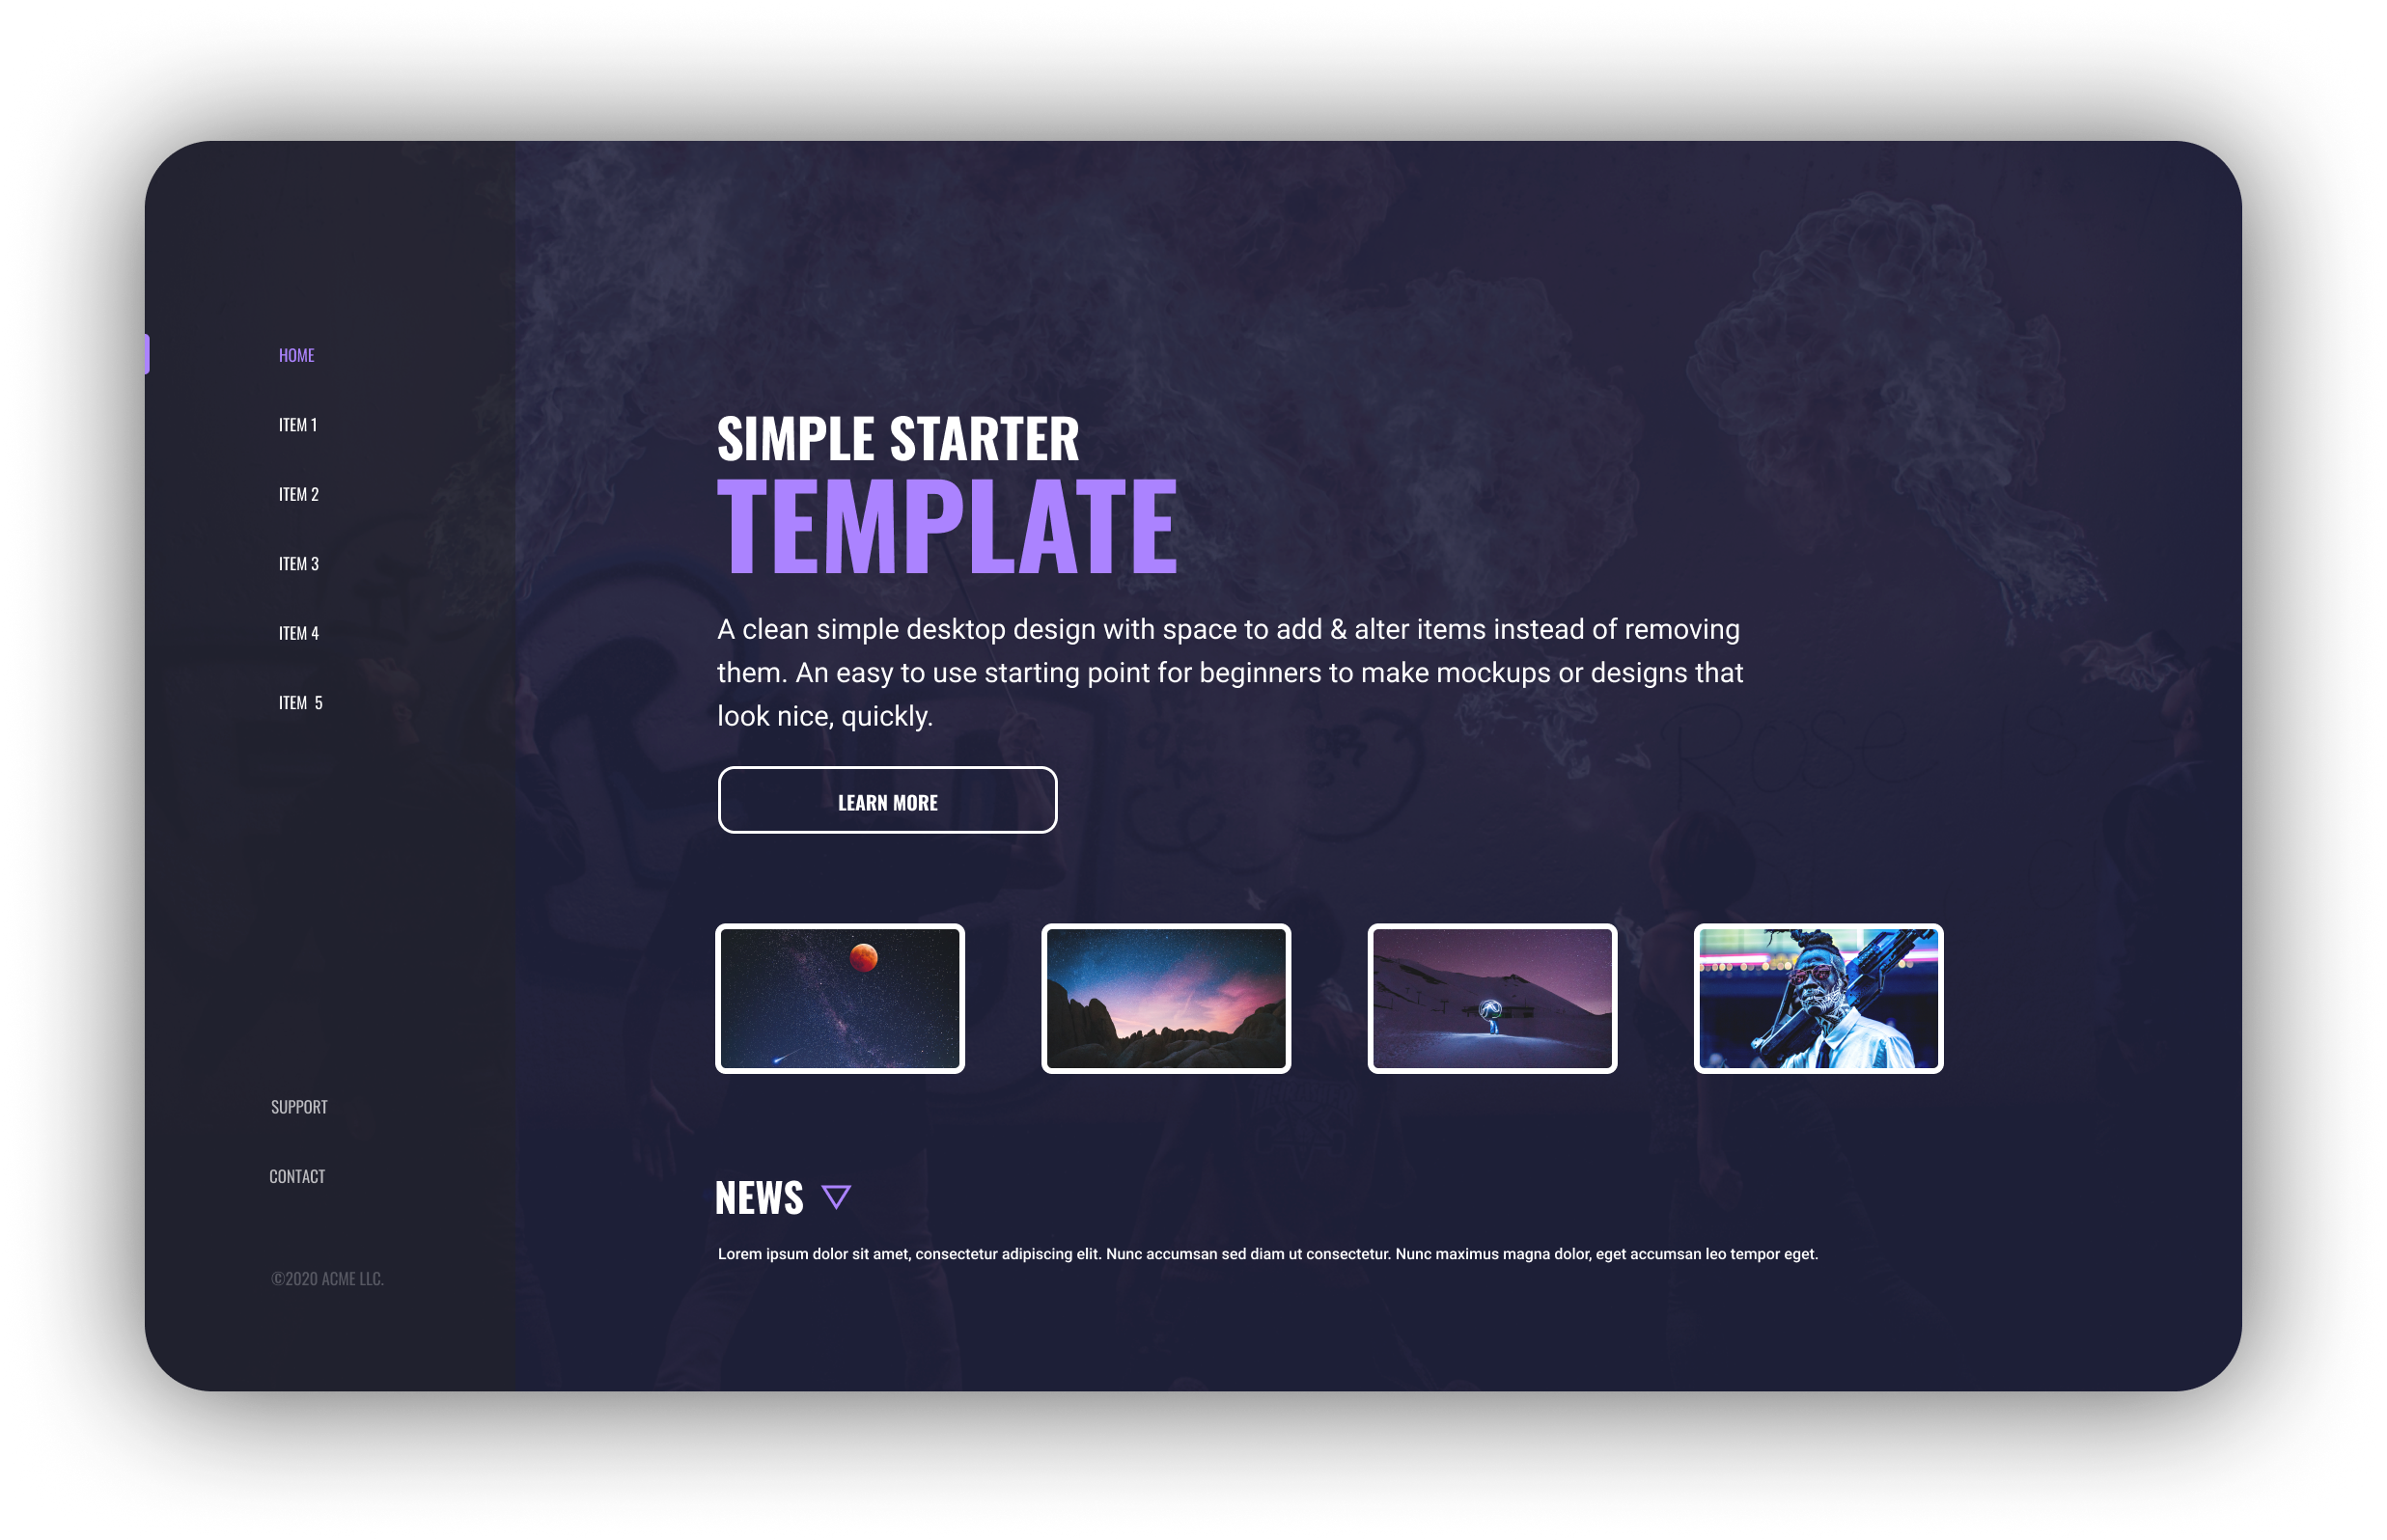 HOME
ITEM 1
ITEM 2
ITEM 3
ITEM 4
ITEM  5
SUPPORT
CONTACT
©2020 ACME LLC.
SIMPLE STARTER
TEMPLATE
A clean simple desktop design with space to add & alter items instead of removing
them. An easy to use starting point for beginners to make mockups or designs that
look nice, quickly.
LEARN MORE
NEWS
Lorem ipsum dolor sit amet, consectetur adipiscing elit. Nunc accumsan sed diam ut consectetur. Nunc maximus magna dolor, eget accumsan leo tempor eget.
Rose is